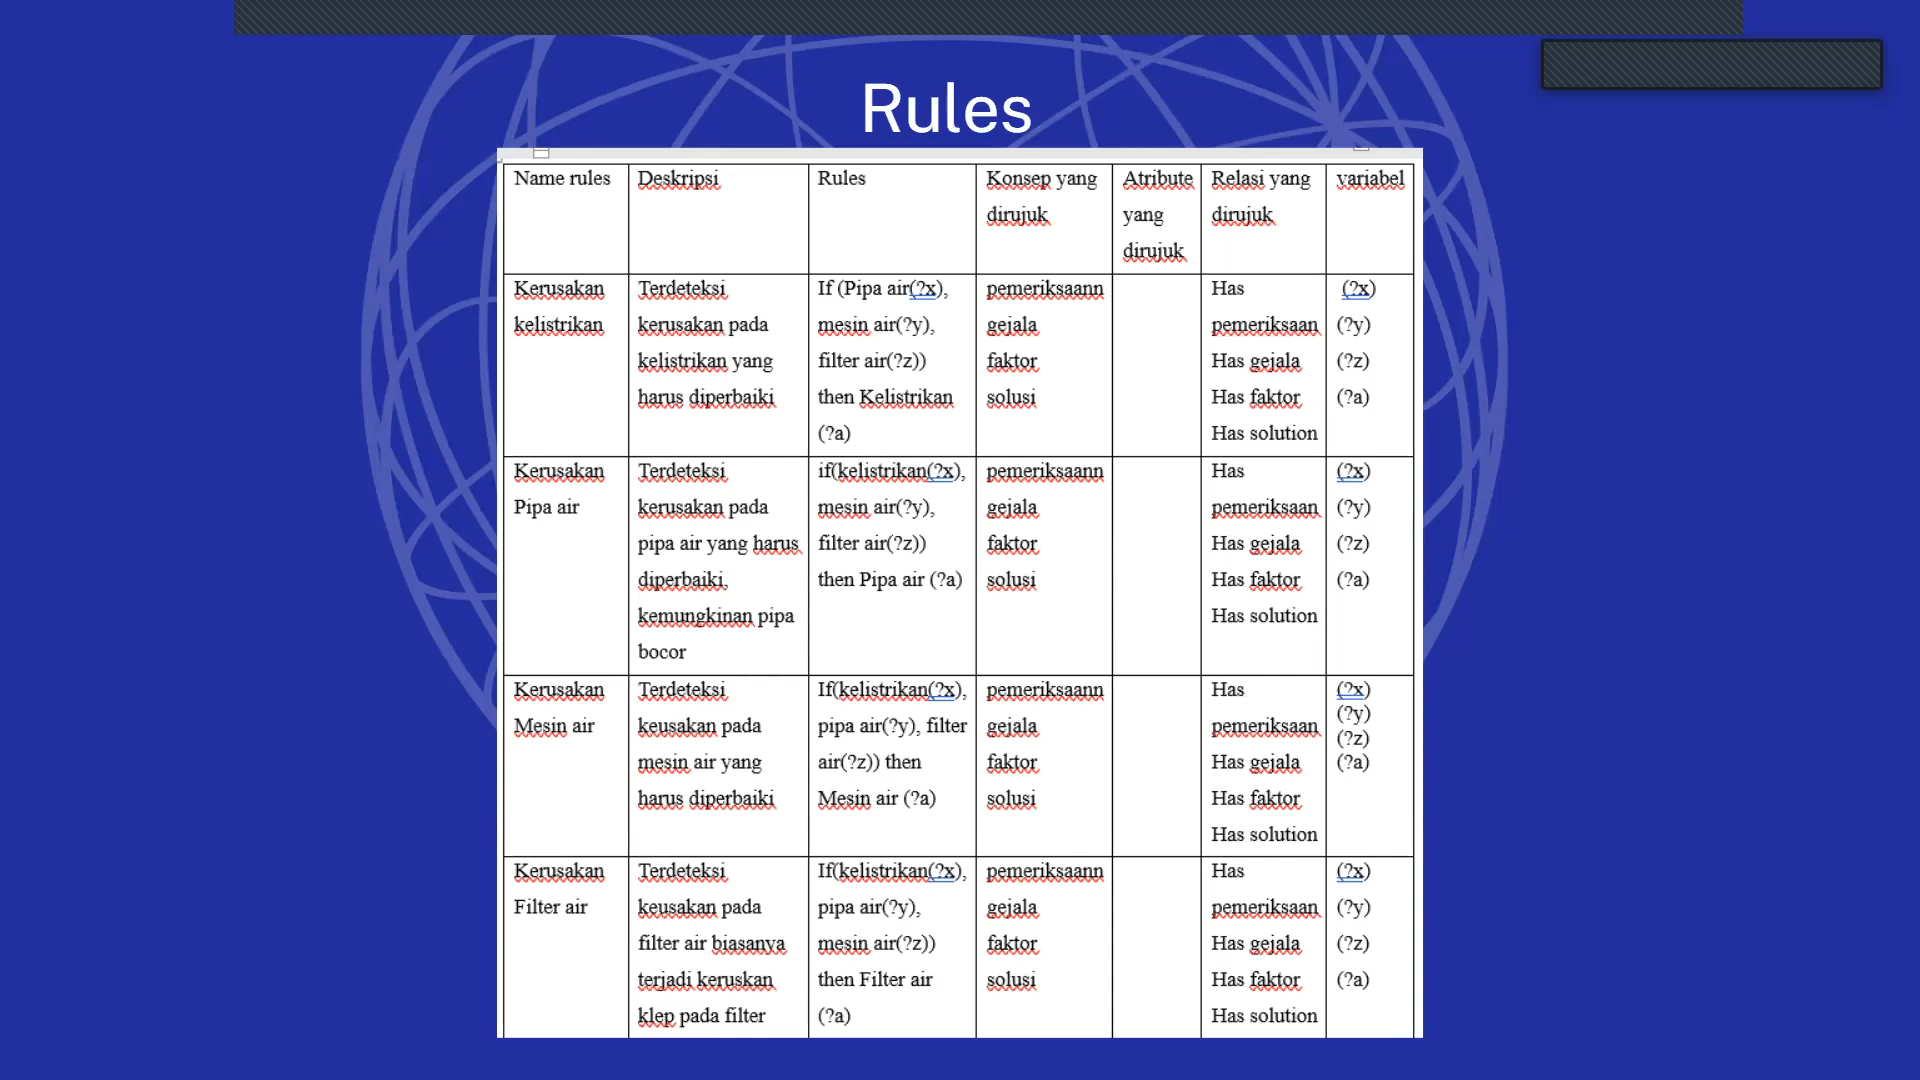 Rules
Name rules
Deskripsi
Rules
Konsep yang
dirujuk
Atribute
yang
dirujuk
Relasi yang
dirujuk
variabel
Kerusakan
kelistrikan
Terdeteksi
kerusakan pada
kelistrikan yang
harus diperbaiki
If (Pipa air(?x),
mesin air(?y),
filter air(?z))
then Kelistrikan
(?a)
pemeriksaann
gejala
faktor
solusi
Has
pemeriksaan
Has gejala
Has faktor
Has solution
(?x)
(?y)
(?z)
(?a)
Kerusakan
Pipa air
Terdeteksi
kerusakan pada
pipa air yang harus
diperbaiki,
kemungkinan pipa
bocor
if(kelistrikan(?x),
mesin air(?y),
filter air(?z))
then Pipa air (?a)
pemeriksaann
gejala
faktor
solusi
Has
pemeriksaan
Has gejala
Has faktor
Has solution
(?x)
(?y)
(?z)
(?a)
Kerusakan
Mesin air
Terdeteksi
keusakan pada
mesin air yang
harus diperbaiki
If(kelistrikan(?x),
pipa air(?y), filter
air(?z)) then
Mesin air (?a)
pemeriksaann
gejala
faktor
solusi
Has
pemeriksaan
Has gejala
Has faktor
Has solution
(?x)
(?y)
(?z)
(?a)
Kerusakan
Filter air
Terdeteksi
keusakan pada
filter air biasanya
terjadi keruskan
klep pada filter
If(kelistrikan(?x),
pipa air(?y),
mesin air(?z))
then Filter air
(?a)
pemeriksaann
gejala
faktor
solusi
Has
pemeriksaan
Has gejala
Has faktor
Has solution
(?x)
(?y)
(?z)
(?a)